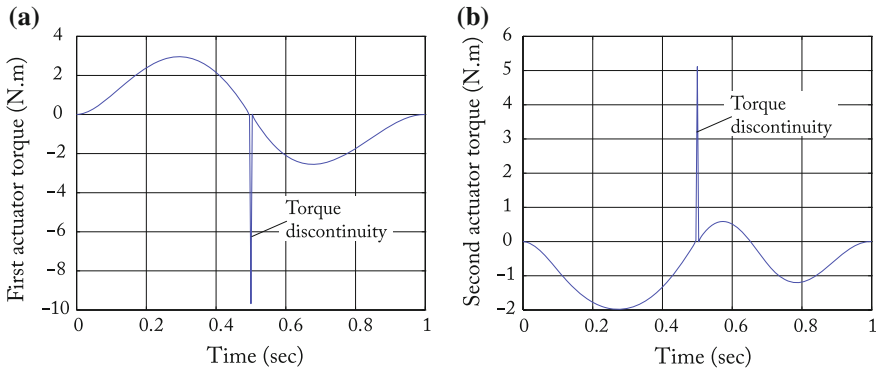 (a)
First actuator torque (N.m)
4
2
0
−2
−4
−6
−8
−10
Torque
discontinuity
0
0.2
0.4
0.6
0.8
1
Time (sec)
(b)
Second actuator torque (N.m)
6
5
4
3
2
1
0
−1
−2
Torque
discontinuity
0
0.2
0.4
0.6
0.8
1
Time (sec)